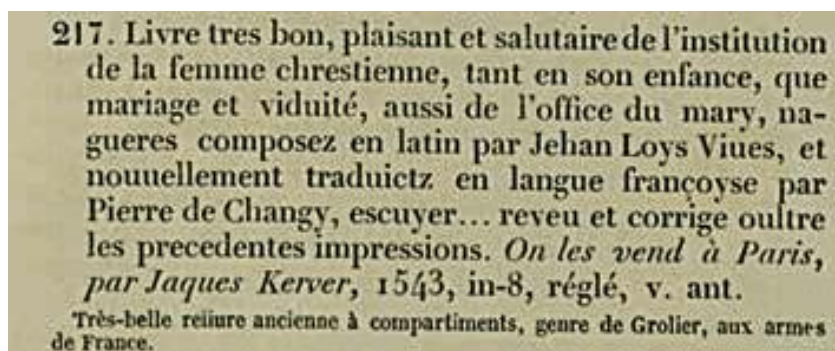 217. Livre tres bon, plaisant et salutaire de l'institution
de la femme chrestienne, tant en son enfance, que
mariage et viduité, aussi de l'office du mary, na-
gueres composez en latin par Jehan Loys Viues, et
nouuellement traduictz en langue françoyse par
Pierre de Changy, escuyer... reveu et corrige oultre
les precedentes impressions. On les vend à Paris,
par Jaques Kerver, 1543, in-8, réglé, v. ant.
Très-belle reliure ancienne à compartiments, genre de Grolier, aux armes
de France.